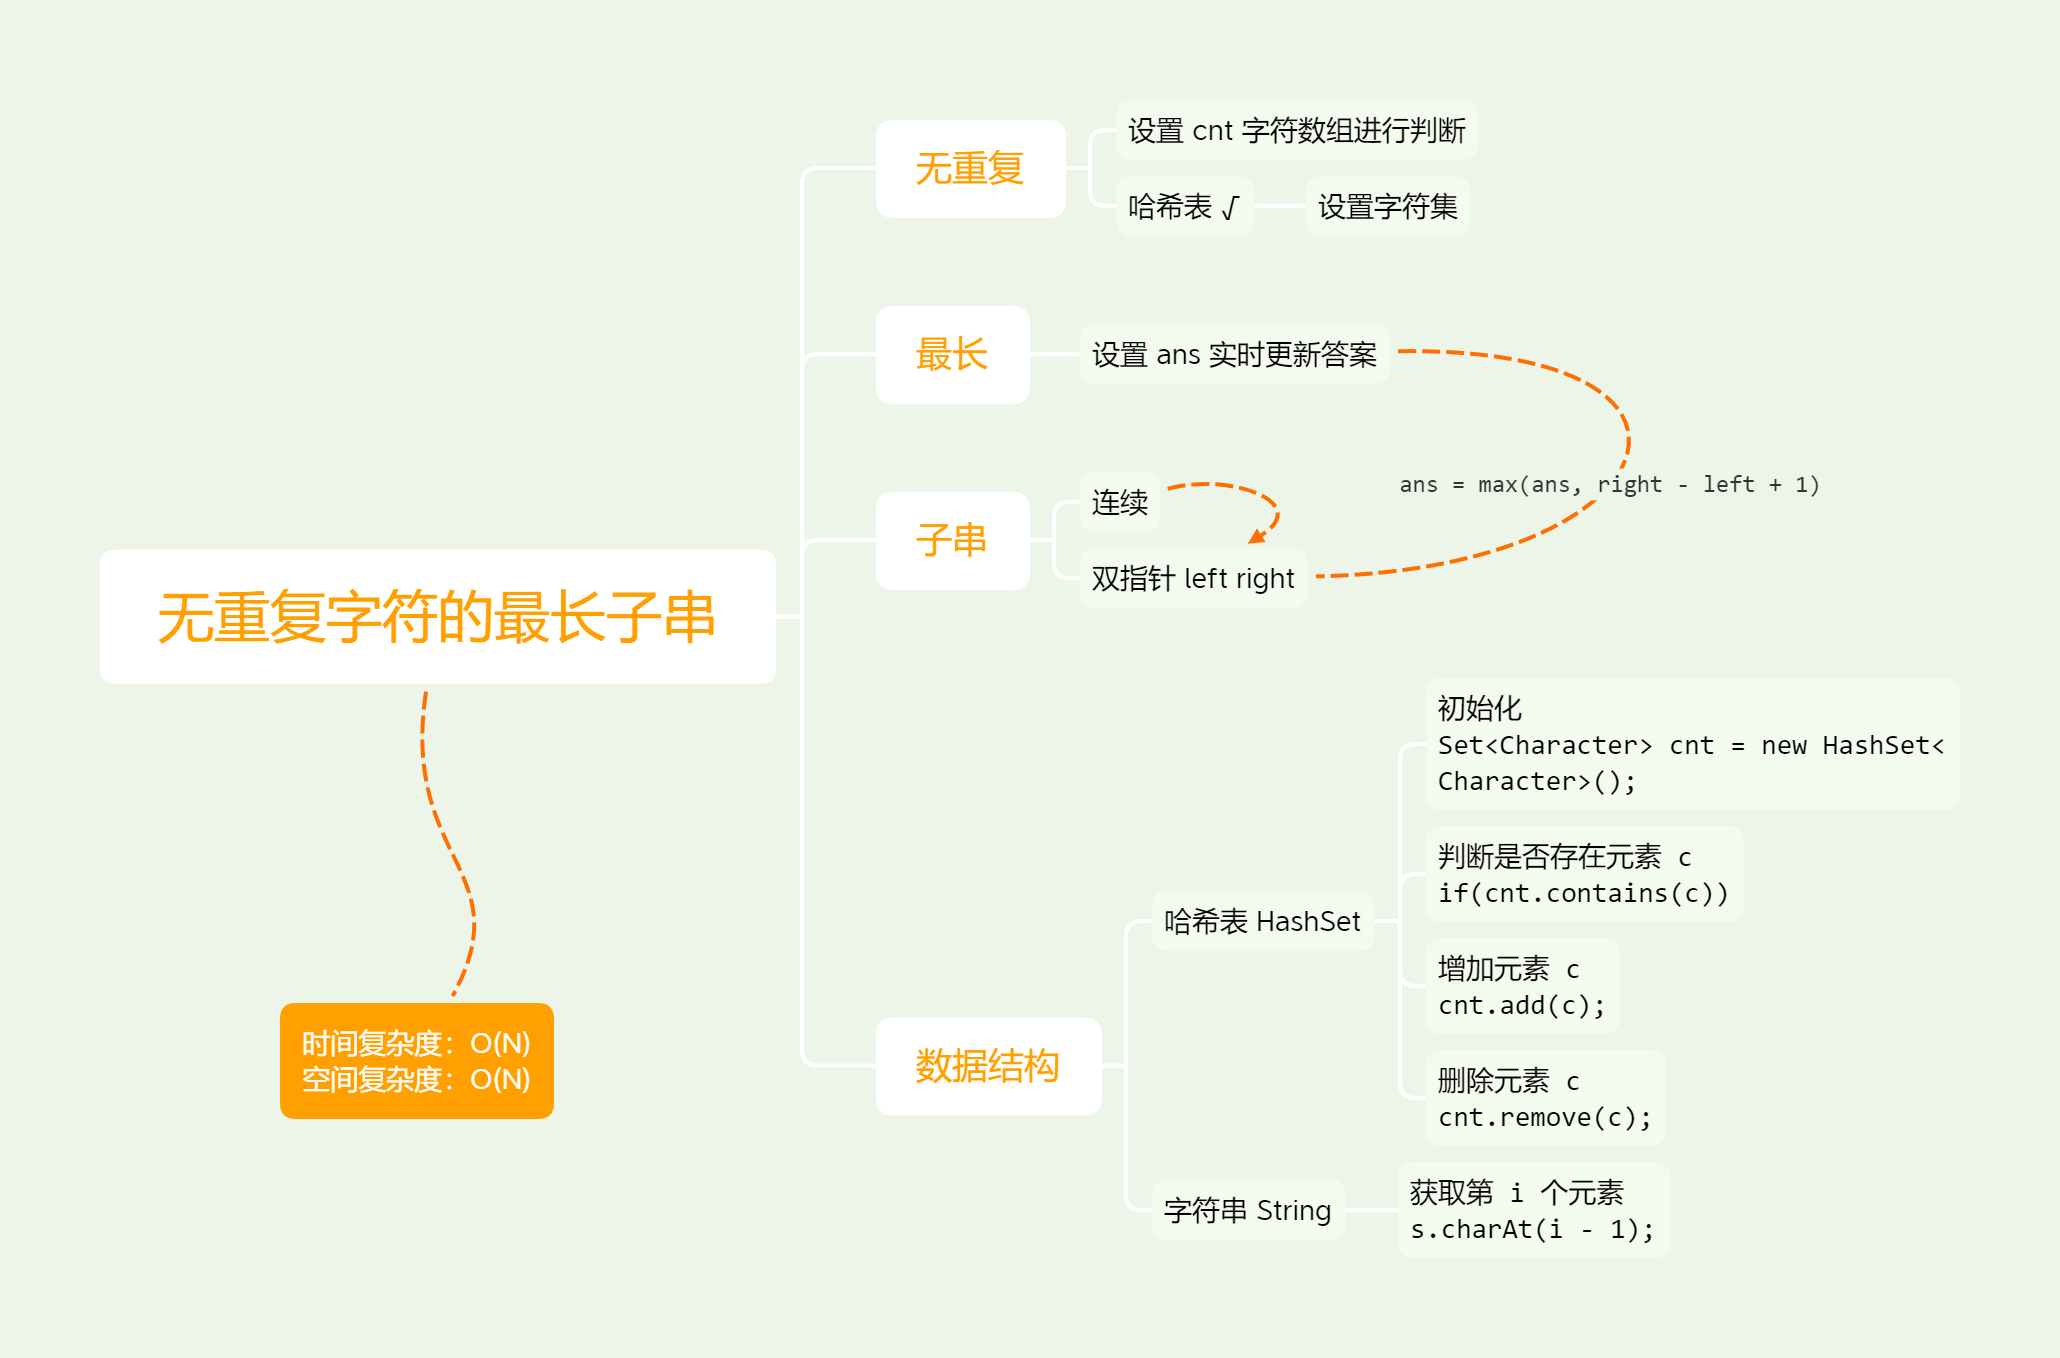 无重复字符的最长子串
时间复杂度：O(N)
空间复杂度：O(N)
无重复
设置 cnt 字符数组进行判断
哈希表 √
设置字符集
最长
设置 ans 实时更新答案
子串
连续
双指针 left right
ans = max(ans, right - left + 1)
数据结构
哈希表 HashSet
初始化
Set<Character> cnt = new HashSet<
Character>();
判断是否存在元素 c
if(cnt.contains(c))
增加元素 c
cnt.add(c);
删除元素 c
cnt.remove(c);
字符串 String
获取第 i 个元素
s.charAt(i - 1);